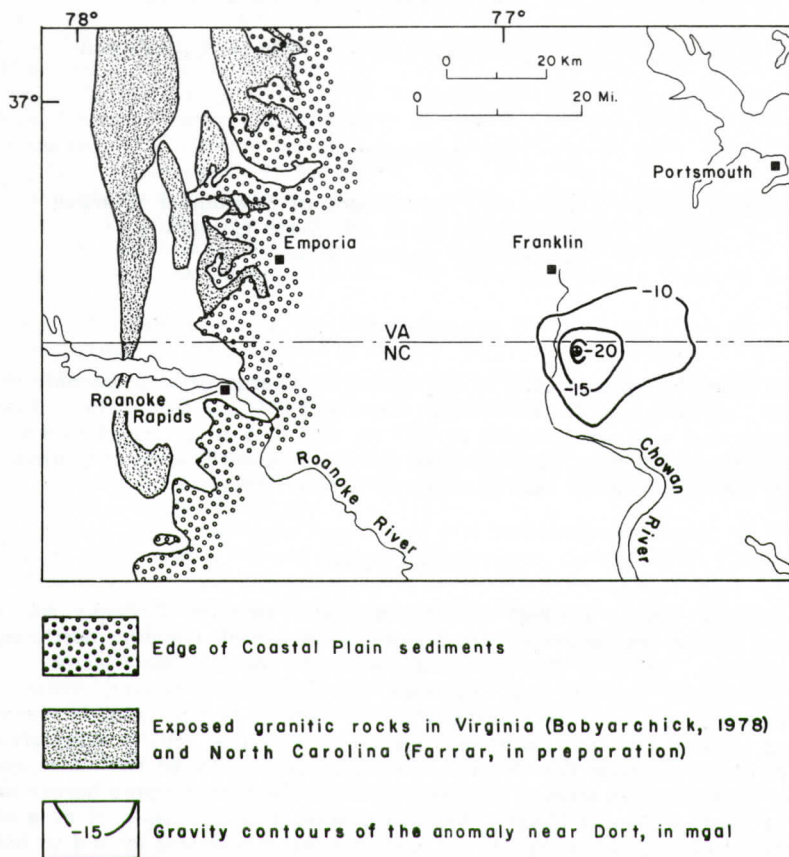 78°
77°
37°
0 20 Km
0 20 Mi.
Portsmouth
Emporia
Franklin
-10
VA
NC
-20
-15
Roanoke
Rapids
Roanoke River
Chowan River
Edge of Coastal Plain sediments
Exposed granitic rocks in Virginia (Bobyarchick, 1978)
and North Carolina (Farrar, in preparation)
-15
Gravity contours of the anomaly near Dort, in mgal